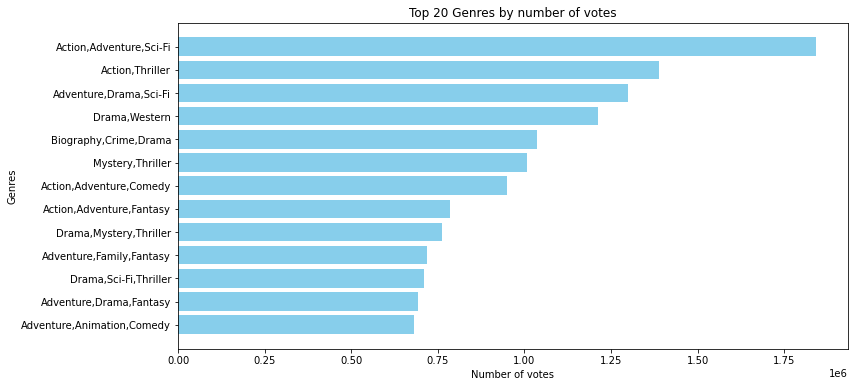 Top 20 Genres by number of votes
Genres
Action,Adventure,Sci-Fi
Action,Thriller
Adventure,Drama,Sci-Fi
Drama,Western
Biography,Crime,Drama
Mystery,Thriller
Action,Adventure,Comedy
Action,Adventure,Fantasy
Drama,Mystery,Thriller
Adventure,Family,Fantasy
Drama,Sci-Fi,Thriller
Adventure,Drama,Fantasy
Adventure,Animation,Comedy
0.00 0.25 0.50 0.75 1.00 1.25 1.50 1.75
1e6
Number of votes